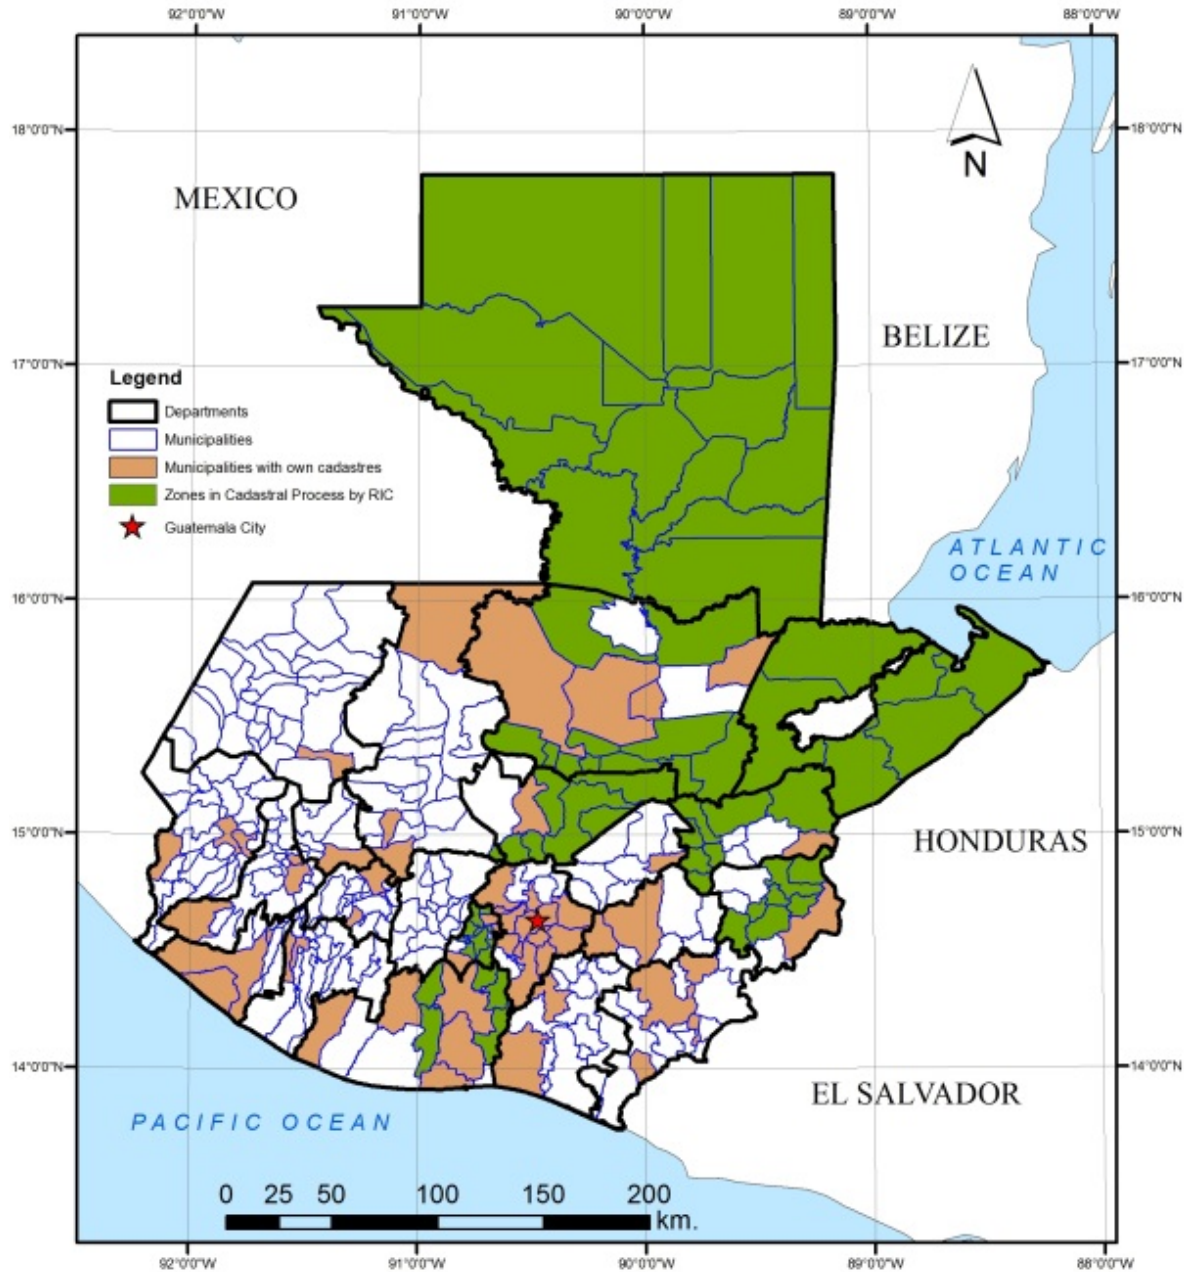 92°0'0"W 91°0'0"W 90°0'0"W 89°0'0"W 88°0'0"W
18°0'0"N 18°0'0"N
N
MEXICO
BELIZE
17°0'0"N 17°0'0"N
Legend
Departments
Municipalities
Municipalities with own cadastres
Zones in Cadastral Process by RIC
Guatemala City
ATLANTIC
OCEAN
16°0'0"N 16°0'0"N
15°0'0"N 15°0'0"N
HONDURAS
14°0'0"N 14°0'0"N
EL SALVADOR
PACIFIC OCEAN
0 25 50 100 150 200
km.
92°0'0"W 91°0'0"W 90°0'0"W 89°0'0"W 88°0'0"W